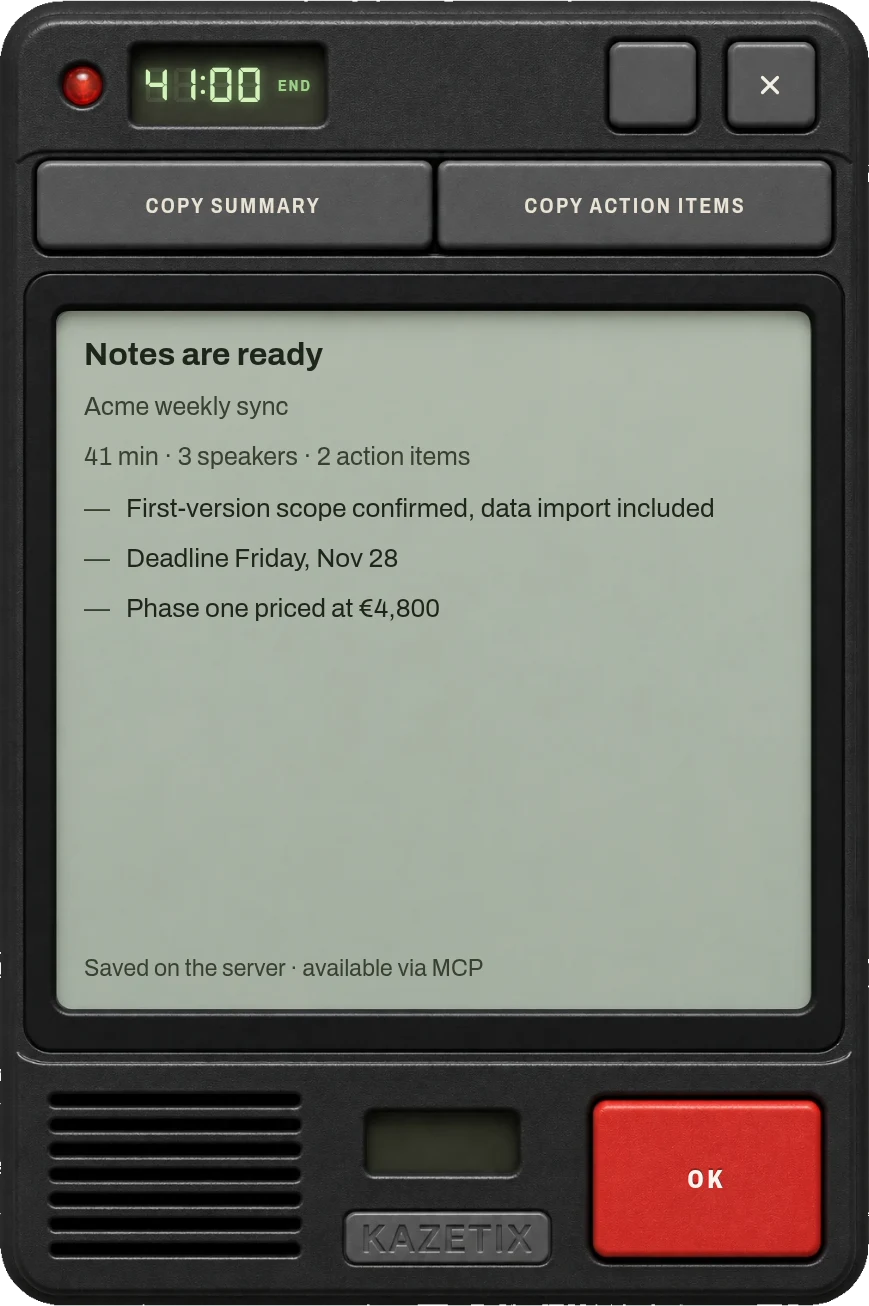 41:00 END
×
COPY SUMMARY
COPY ACTION ITEMS
Notes are ready
Acme weekly sync
41 min · 3 speakers · 2 action items
— First-version scope confirmed, data import included
— Deadline Friday, Nov 28
— Phase one priced at €4,800
Saved on the server · available via MCP
OK
KAZETIX